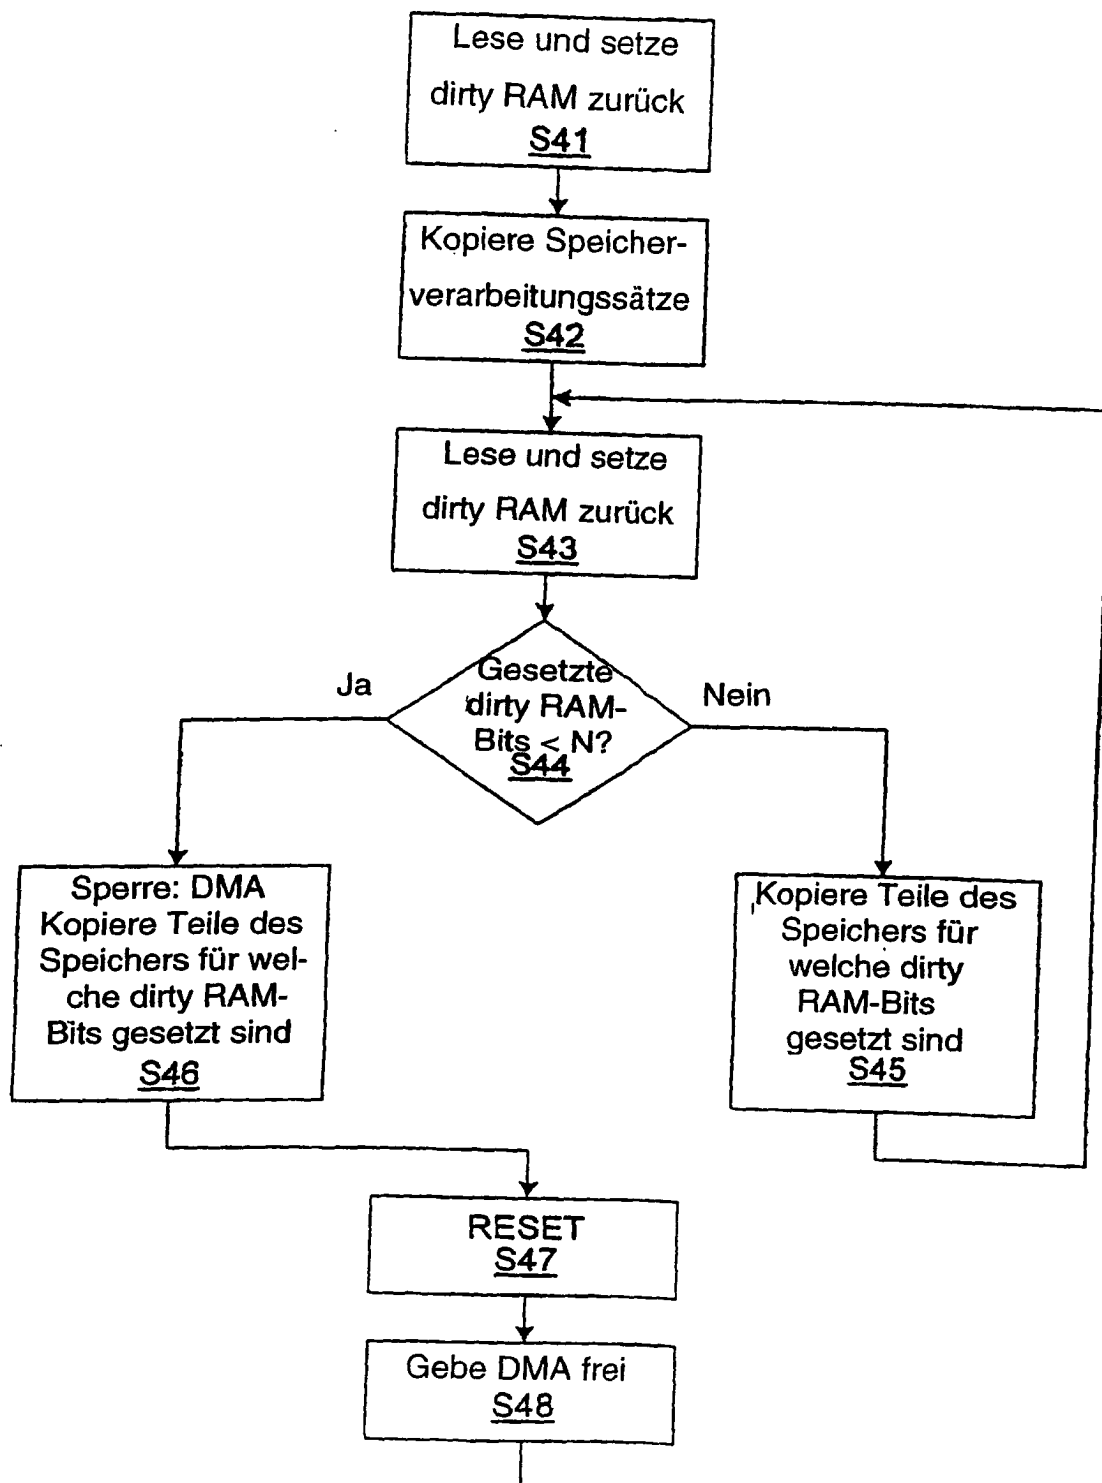 Lese und setze
dirty RAM zurück
S41
Kopiere Speicher-
verarbeitungssätze
S42
Lese und setze
dirty RAM zurück
S43
Gesetzte
dirty RAM-
Bits < N?
S44
Ja
Nein
Sperre: DMA
Kopiere Teile des
Speichers für wel-
che dirty RAM-
Bits gesetzt sind
S46
Kopiere Teile des
Speichers für
welche dirty
RAM-Bits
gesetzt sind
S45
RESET
S47
Gebe DMA frei
S48